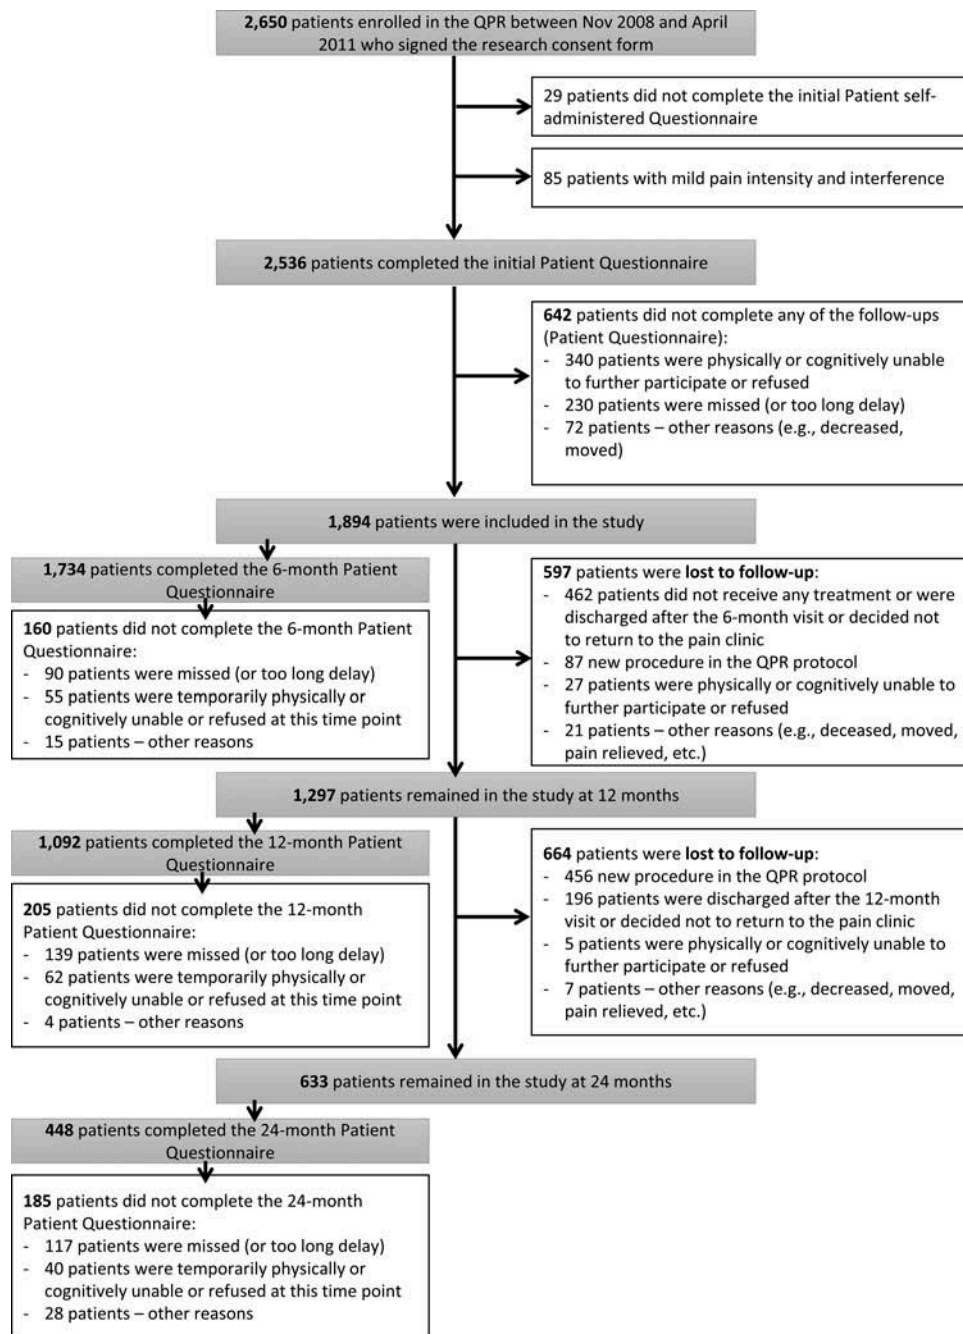 2,650 patients enrolled in the QPR between Nov 2008 and April
2011 who signed the research consent form
29 patients did not complete the initial Patient self-
administered Questionnaire
85 patients with mild pain intensity and interference
2,536 patients completed the initial Patient Questionnaire
642 patients did not complete any of the follow-ups
(Patient Questionnaire):
- 340 patients were physically or cognitively unable
to further participate or refused
- 230 patients were missed (or too long delay)
- 72 patients – other reasons (e.g., decreased,
moved)
1,894 patients were included in the study
1,734 patients completed the 6-month Patient
Questionnaire
160 patients did not complete the 6-month Patient
Questionnaire:
- 90 patients were missed (or too long delay)
- 55 patients were temporarily physically or
cognitively unable or refused at this time point
- 15 patients – other reasons
597 patients were lost to follow-up:
- 462 patients did not receive any treatment or were
discharged after the 6-month visit or decided not
to return to the pain clinic
- 87 new procedure in the QPR protocol
- 27 patients were physically or cognitively unable to
further participate or refused
- 21 patients – other reasons (e.g., deceased, moved,
pain relieved, etc.)
1,297 patients remained in the study at 12 months
1,092 patients completed the 12-month Patient
Questionnaire
205 patients did not complete the 12-month
Patient Questionnaire:
- 139 patients were missed (or too long delay)
- 62 patients were temporarily physically or
cognitively unable or refused at this time point
- 4 patients – other reasons
664 patients were lost to follow-up:
- 456 new procedure in the QPR protocol
- 196 patients were discharged after the 12-month
visit or decided not to return to the pain clinic
- 5 patients were physically or cognitively unable to
further participate or refused
- 7 patients – other reasons (e.g., decreased, moved,
pain relieved, etc.)
633 patients remained in the study at 24 months
448 patients completed the 24-month Patient
Questionnaire
185 patients did not complete the 24-month
Patient Questionnaire:
- 117 patients were missed (or too long delay)
- 40 patients were temporarily physically or
cognitively unable or refused at this time point
- 28 patients – other reasons